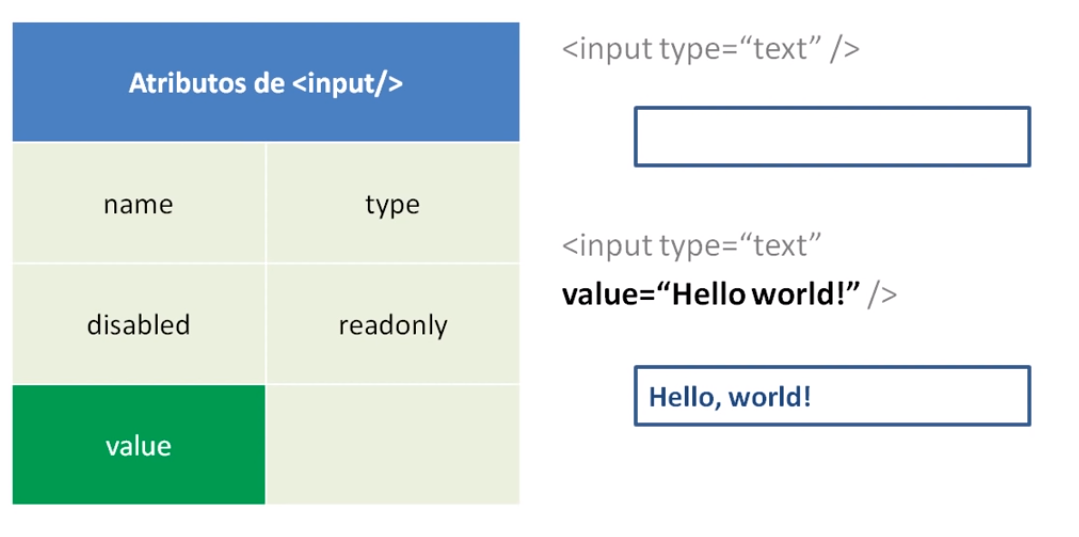 Atributos de <input/>
name
type
disabled
readonly
value
<input type=“text” />
<input type=“text”
value=“Hello world!” />
Hello, world!